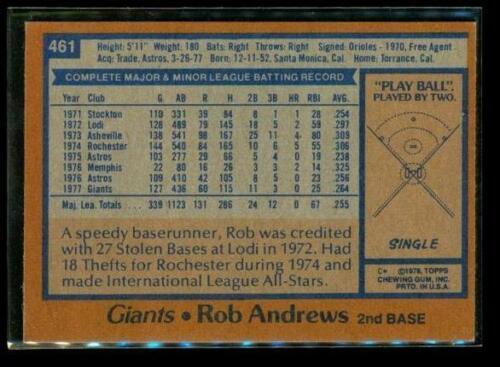 461
Height: 5'11" Weight: 180 Bats: Right Throws: Right Signed: Orioles - 1970, Free Agent
Acq: Trade, Astros, 3-26-77 Born: 12-11-52, Santa Monica, Cal. Home: Torrance, Cal.
COMPLETE MAJOR & MINOR LEAGUE BATTING RECORD
Year Club G AB R H 2B 3B HR RBI AVG.
1971 Stockton 110 331 39 84 8 1 1 28 .254
1972 Lodi 128 489 79 145 18 5 2 59 .297
1973 Asheville 138 541 98 167 25 11 4 80 .309
1974 Rochester 144 540 84 165 10 6 5 55 .306
1975 Astros 103 277 29 66 5 4 0 19 .238
1976 Memphis 22 80 16 26 3 1 2 14 .325
1976 Astros 109 410 42 105 8 5 0 23 .256
1977 Giants 127 436 60 115 11 3 0 25 .264
Maj. Lea. Totals ... 339 1123 131 286 24 12 0 67 .255
A speedy baserunner, Rob was credited
with 27 Stolen Bases at Lodi in 1972. Had
18 Thefts for Rochester during 1974 and
made International League All-Stars.
"PLAY BALL".
PLAYED BY TWO.
SINGLE
C* ©1978, TOPPS
CHEWING GUM, INC.
PRTD. IN U.S.A.
Giants • Rob Andrews 2nd BASE